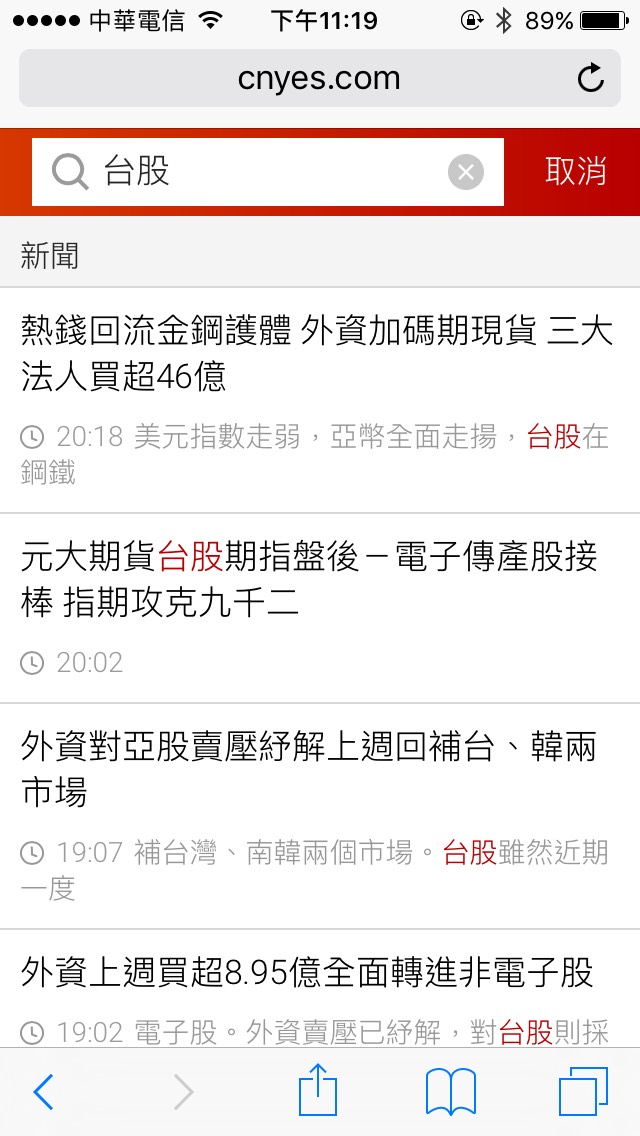 中華電信 下午11:19 89%
cnyes.com
台股 取消
新聞
熱錢回流金鋼護體 外資加碼期現貨 三大
法人買超46億
20:18 美元指數走弱，亞幣全面走揚，台股在
鋼鐵
元大期貨台股期指盤後－電子傳產股接
棒 指期攻克九千二
20:02
外資對亞股賣壓紓解上週回補台、韓兩
市場
19:07 補台灣、南韓兩個市場。台股雖然近期
一度
外資上週買超8.95億全面轉進非電子股
19:02 電子股。外資賣壓已紓解，對台股則採